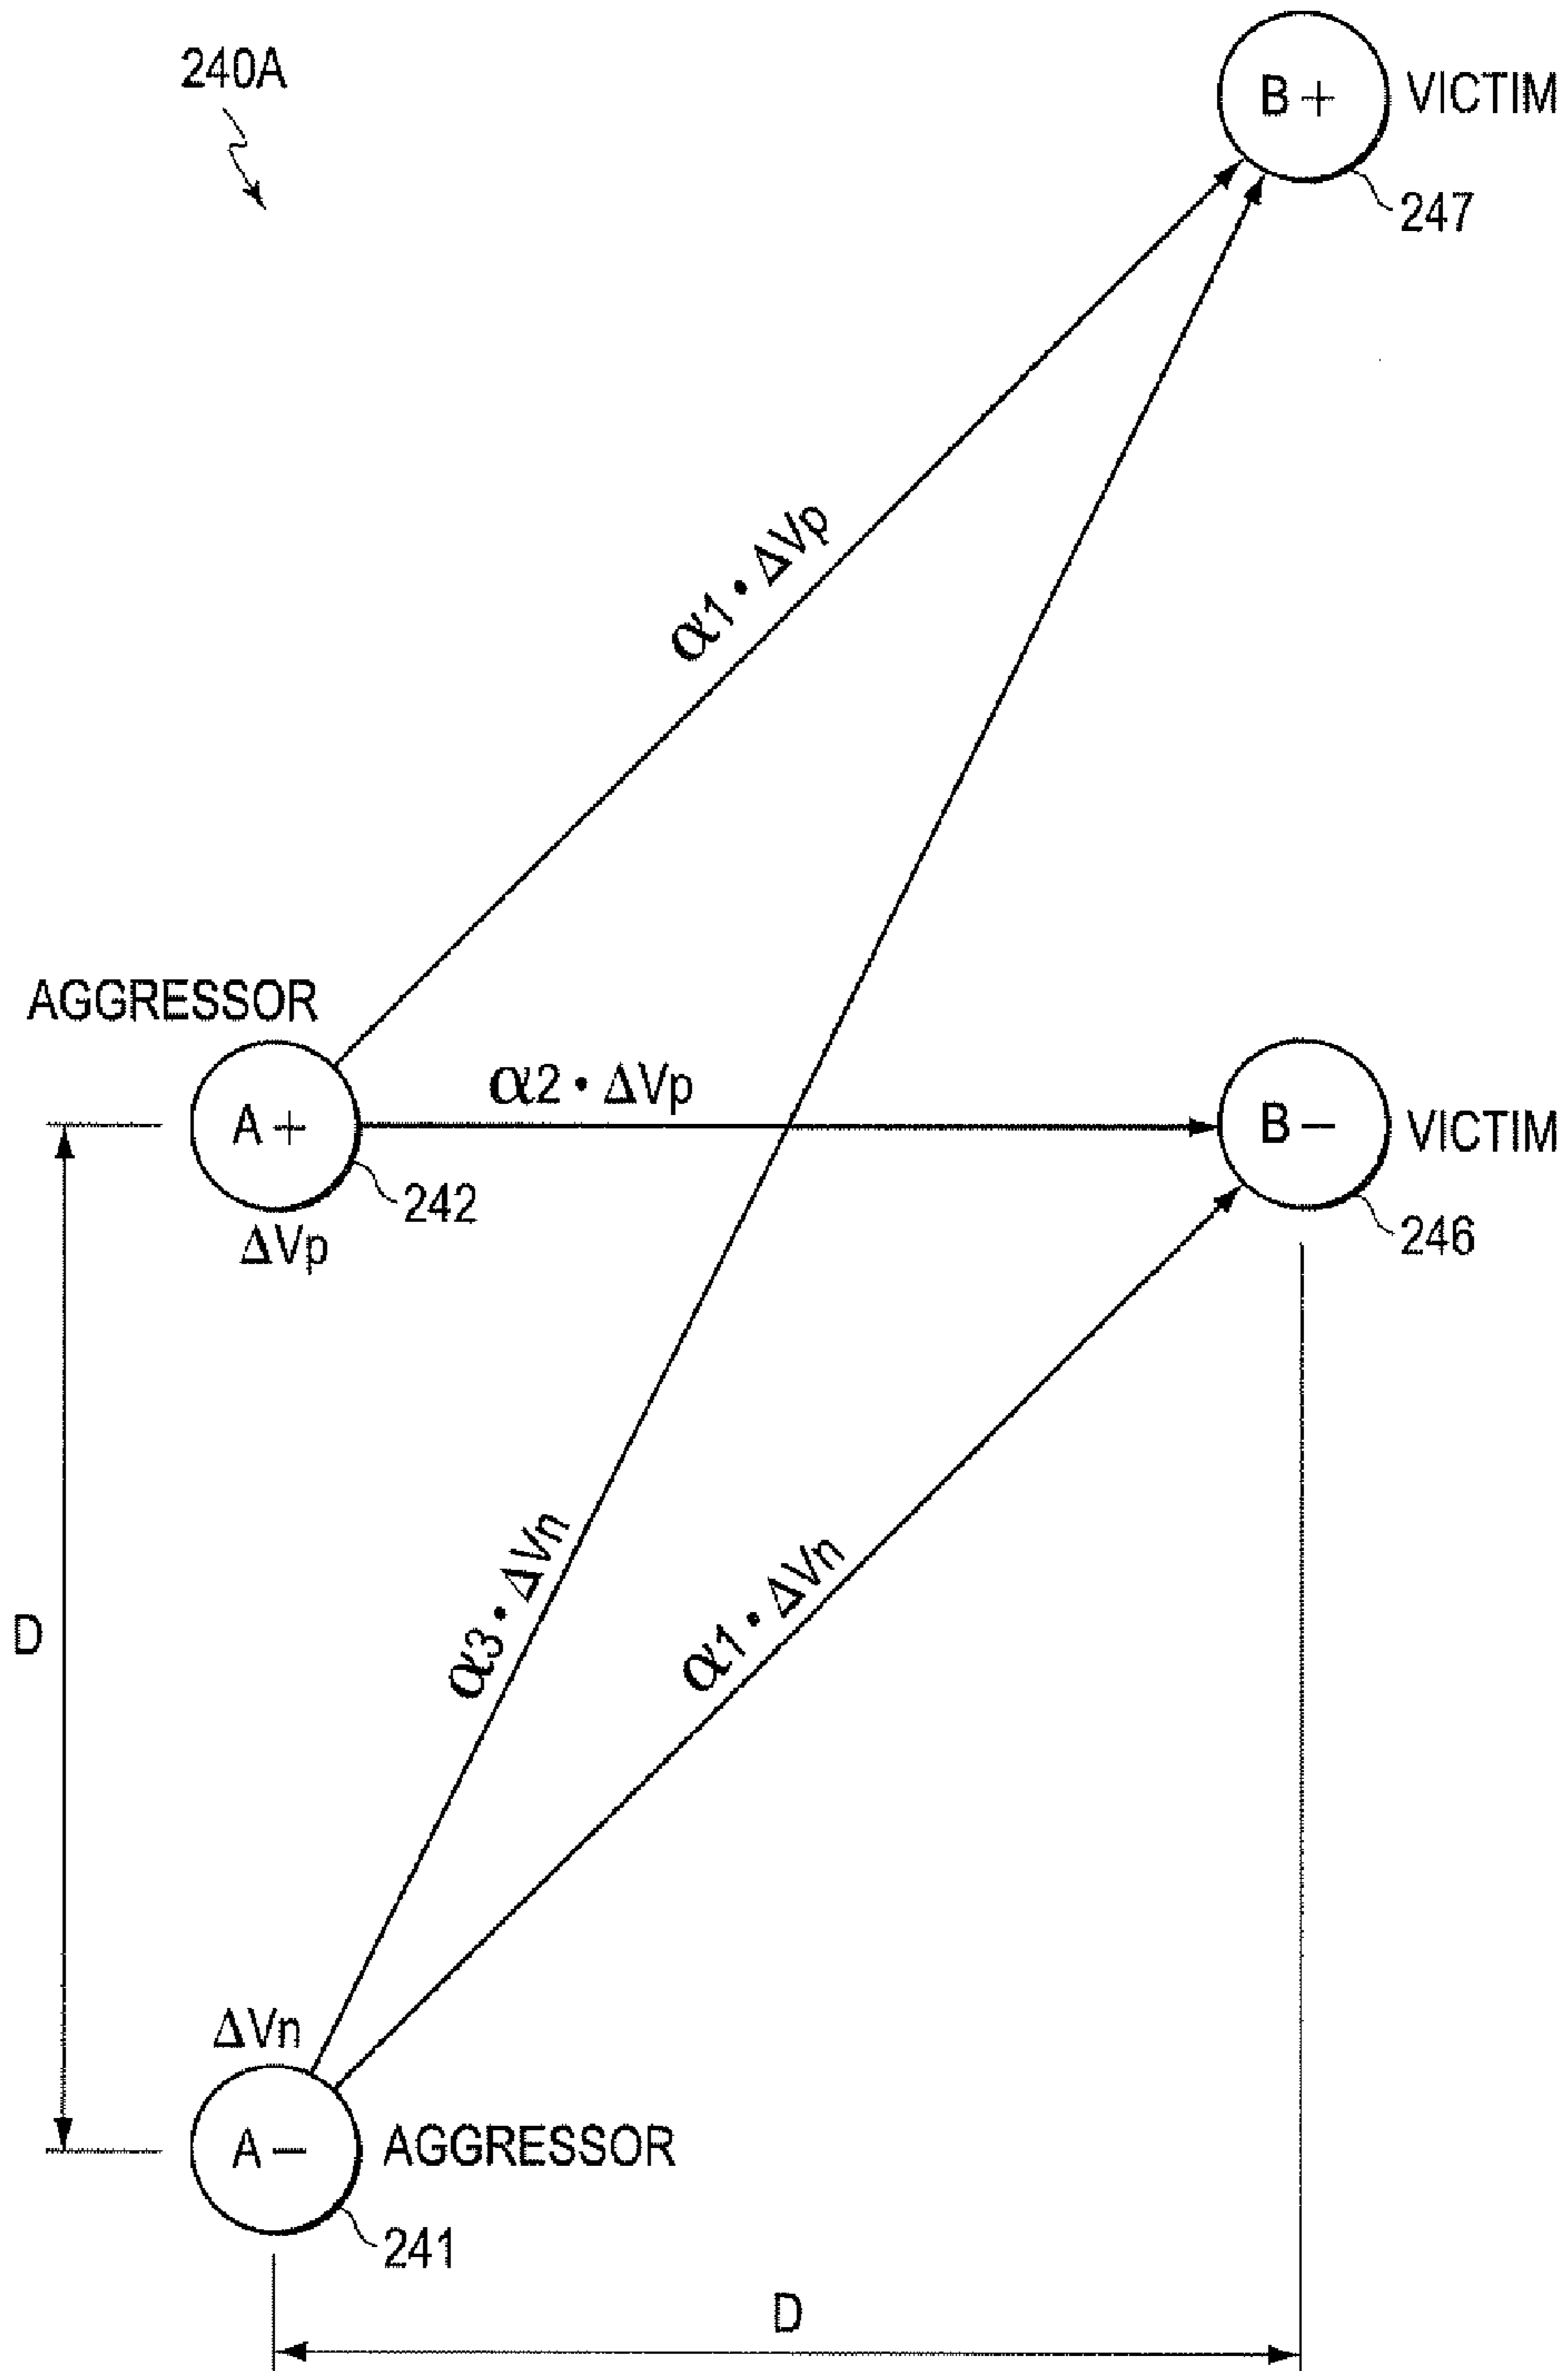 240A
B+
VICTIM
247
α1 • ΔVp
AGGRESSOR
A+
α2 • ΔVp
B−
VICTIM
242
ΔVp
246
α3 • ΔVn
α1 • ΔVn
D
ΔVn
A−
AGGRESSOR
241
D